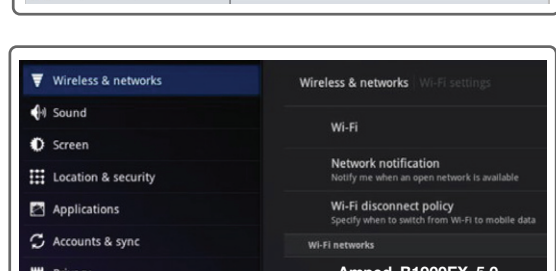 Wireless & networks
Sound
Screen
Location & security
Applications
Accounts & sync
Wireless & networks Wi-Fi settings
Wi-Fi
Network notification
Notify me when an open network is available
Wi-Fi disconnect policy
Specify when to switch from Wi-Fi to mobile data
Wi-Fi networks